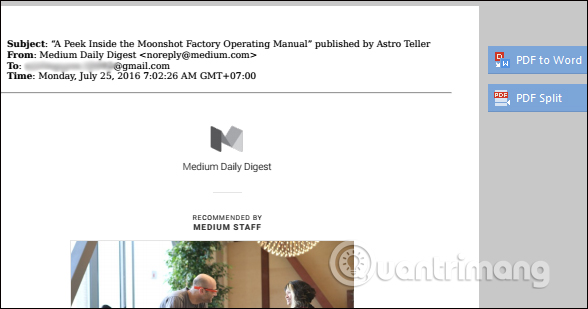 Subject: “A Peek Inside the Moonshot Factory Operating Manual” published by Astro Teller
From: Medium Daily Digest <noreply@medium.com>
To: @gmail.com
Time: Monday, July 25, 2016 7:02:26 AM GMT+07:00
PDF to Word
PDF Split
Medium Daily Digest
RECOMMENDED BY
MEDIUM STAFF
Quantrimang